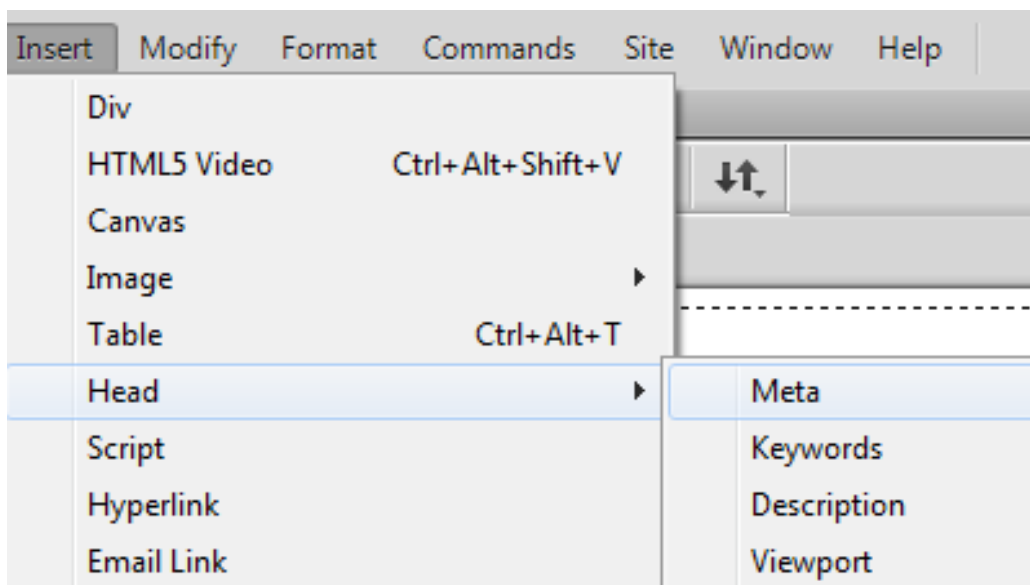 Insert Modify Format Commands Site Window Help
Div
HTML5 Video Ctrl+Alt+Shift+V
Canvas
Image
Table Ctrl+Alt+T
Head Meta
Script Keywords
Hyperlink Description
Email Link Viewport